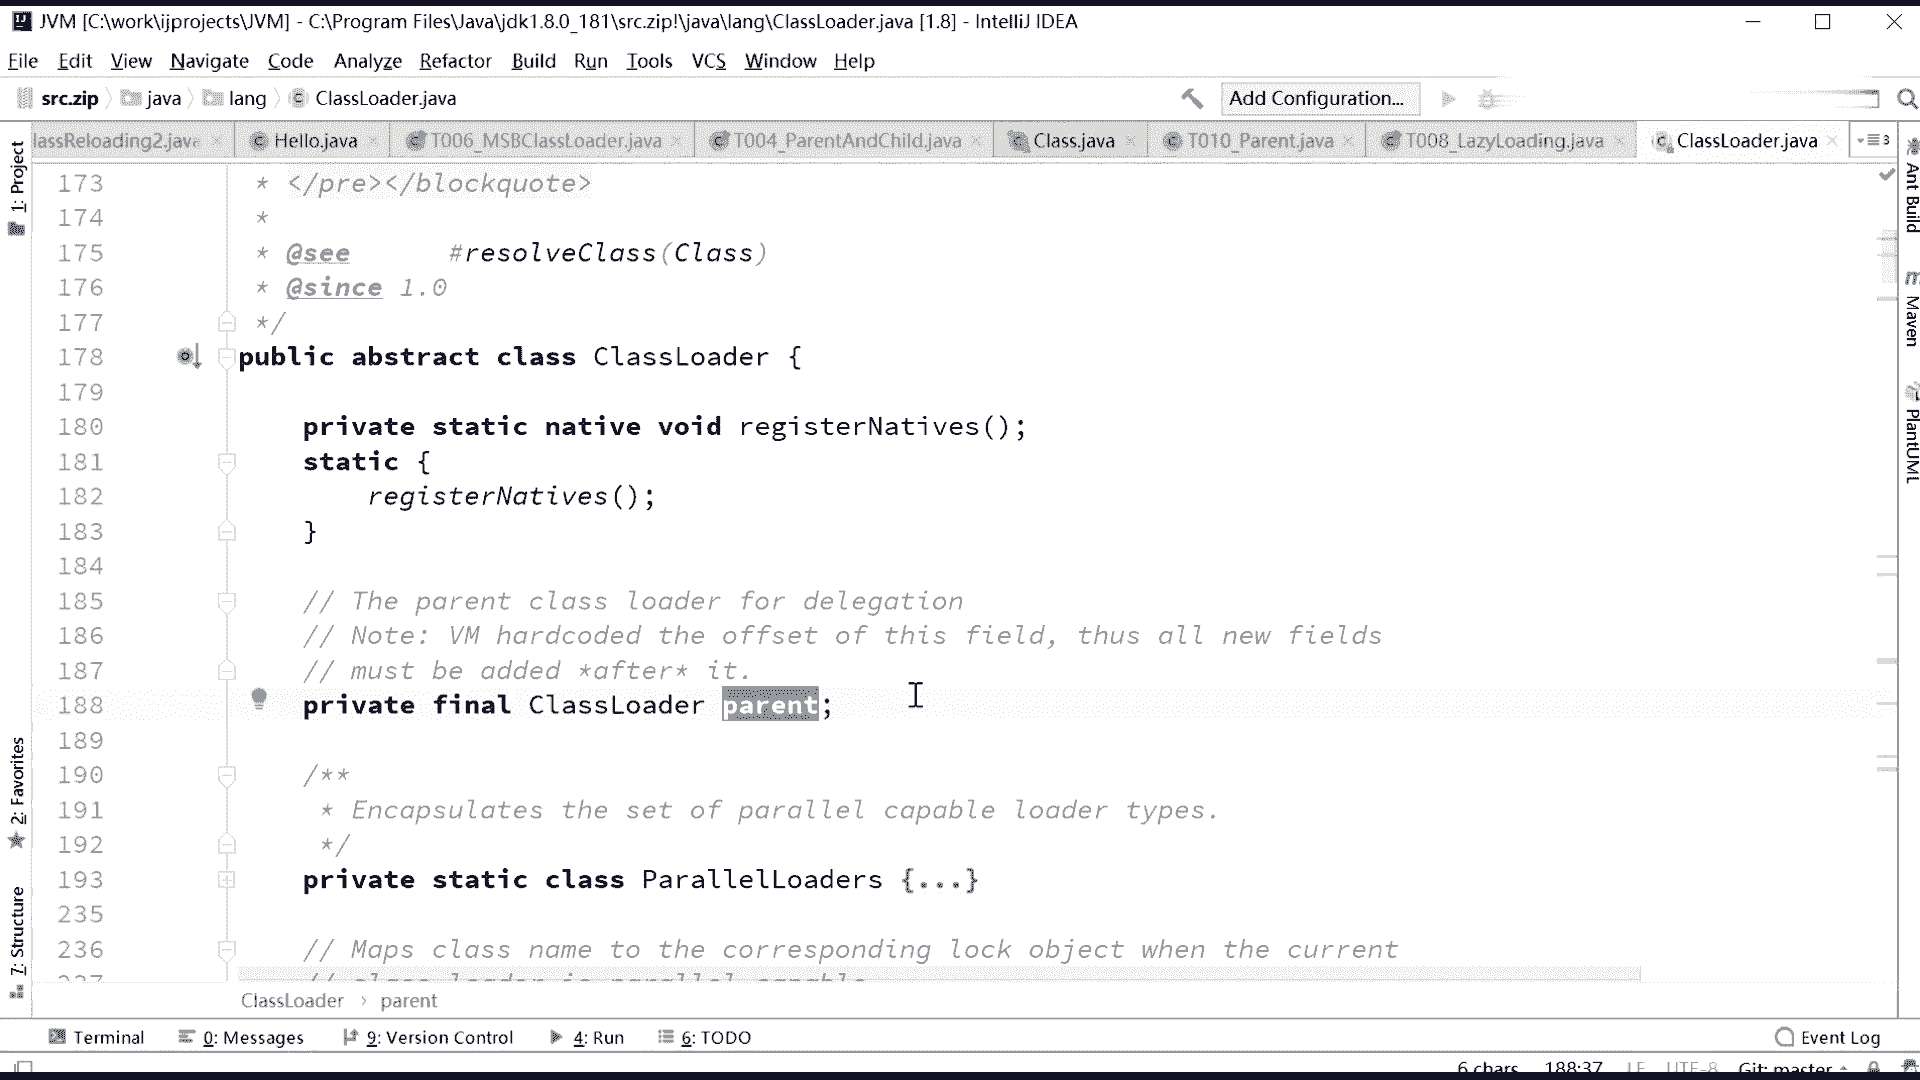 JVM [C:\work\ijprojects\JVM] - C:\Program Files\Java\jdk1.8.0_181\src.zip!\java\lang\ClassLoader.java [1.8] - IntelliJ IDEA
File Edit View Navigate Code Analyze Refactor Build Run Tools VCS Window Help
src.zip java lang ClassLoader.java Add Configuration...
lassReloading2.java Hello.java T006_MSBClassLoader.java T004_ParentAndChild.java Class.java T010_Parent.java T008_LazyLoading.java ClassLoader.java 3
1: Project
2: Favorites
7: Structure
173 * </pre></blockquote>
174 *
175 * @see #resolveClass(Class)
176 * @since 1.0
177 */
178 public abstract class ClassLoader {
179
180 private static native void registerNatives();
181 static {
182 registerNatives();
183 }
184
185 // The parent class loader for delegation
186 // Note: VM hardcoded the offset of this field, thus all new fields
187 // must be added *after* it.
188 private final ClassLoader parent;
189
190 /**
191 * Encapsulates the set of parallel capable loader types.
192 */
193 private static class ParallelLoaders {...}
235
236 // Maps class name to the corresponding lock object when the current
237 // class loader is parallel capable
Ant Build
Maven
PlantUML
ClassLoader › parent
Terminal 0: Messages 9: Version Control 4: Run 6: TODO Event Log
6 chars 188:37 LF UTF-8 Git: master